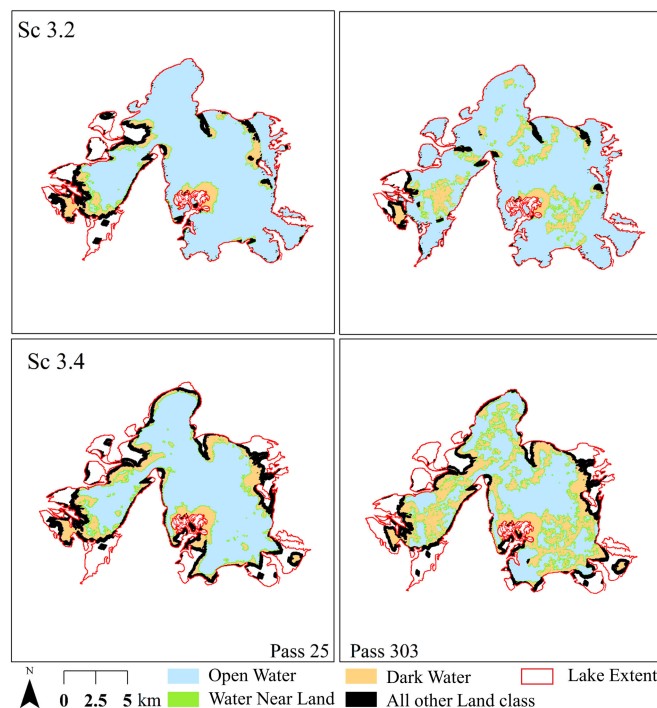 Sc 3.2
Sc 3.4
Pass 25
Pass 303
N
0 2.5 5 km
Open Water
Dark Water
Lake Extent
Water Near Land
All other Land class